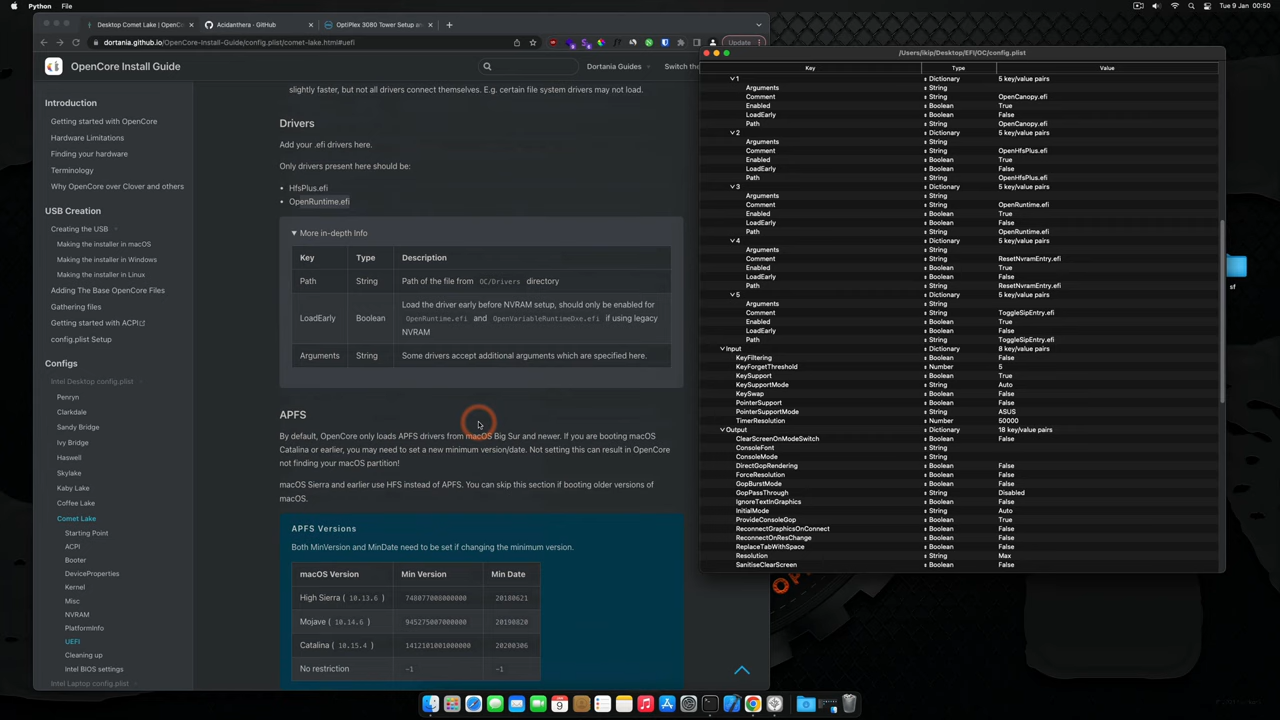 Python File
Tue 9 Jan 00:50
Desktop Comet Lake | OpenC
Acidanthera · GitHub
OptiPlex 3080 Tower Setup a
dortania.github.io/OpenCore-Install-Guide/config.plist/comet-lake.html#uefi
Update
OpenCore Install Guide
Dortania Guides
Switch the
Introduction
Getting started with OpenCore
Hardware Limitations
Finding your hardware
Terminology
Why OpenCore over Clover and others
USB Creation
Creating the USB
Making the installer in macOS
Making the installer in Windows
Making the installer in Linux
Adding The Base OpenCore Files
Gathering files
Getting started with ACPI
config.plist Setup
Configs
Intel Desktop config.plist
Penryn
Clarkdale
Sandy Bridge
Ivy Bridge
Haswell
Skylake
Kaby Lake
Coffee Lake
Comet Lake
Starting Point
ACPI
Booter
DeviceProperties
Kernel
Misc
NVRAM
PlatformInfo
UEFI
Cleaning up
Intel BIOS settings
Intel Laptop config.plist
slightly faster, but not all drivers connect themselves. E.g. certain file system drivers may not load.
Drivers
Add your .efi drivers here.
Only drivers present here should be:
• HfsPlus.efi
• OpenRuntime.efi
▼ More in-depth Info
Key Type Description
Path String Path of the file from OC/Drivers directory
LoadEarly Boolean Load the driver early before NVRAM setup, should only be enabled for
OpenRuntime.efi and OpenVariableRuntimeDxe.efi if using legacy
NVRAM
Arguments String Some drivers accept additional arguments which are specified here.
APFS
By default, OpenCore only loads APFS drivers from macOS Big Sur and newer. If you are booting macOS
Catalina or earlier, you may need to set a new minimum version/date. Not setting this can result in OpenCore
not finding your macOS partition!
macOS Sierra and earlier use HFS instead of APFS. You can skip this section if booting older versions of
macOS.
APFS Versions
Both MinVersion and MinDate need to be set if changing the minimum version.
macOS Version Min Version Min Date
High Sierra ( 10.13.6 ) 748077008000000 20180621
Mojave ( 10.14.6 ) 945275007000000 20190820
Catalina ( 10.15.4 ) 1412101001000000 20200306
No restriction -1 -1
/Users/ikip/Desktop/EFI/OC/config.plist
Key Type Value
1 Dictionary 5 key/value pairs
Arguments String
Comment String OpenCanopy.efi
Enabled Boolean True
LoadEarly Boolean False
Path String OpenCanopy.efi
2 Dictionary 5 key/value pairs
Arguments String
Comment String OpenHfsPlus.efi
Enabled Boolean True
LoadEarly Boolean False
Path String OpenHfsPlus.efi
3 Dictionary 5 key/value pairs
Arguments String
Comment String OpenRuntime.efi
Enabled Boolean True
LoadEarly Boolean False
Path String OpenRuntime.efi
4 Dictionary 5 key/value pairs
Arguments String
Comment String ResetNvramEntry.efi
Enabled Boolean True
LoadEarly Boolean False
Path String ResetNvramEntry.efi
5 Dictionary 5 key/value pairs
Arguments String
Comment String ToggleSipEntry.efi
Enabled Boolean True
LoadEarly Boolean False
Path String ToggleSipEntry.efi
Input Dictionary 8 key/value pairs
KeyFiltering Boolean False
KeyForgetThreshold Number 5
KeySupport Boolean True
KeySupportMode String Auto
KeySwap Boolean False
PointerSupport Boolean False
PointerSupportMode String ASUS
TimerResolution Number 50000
Output Dictionary 18 key/value pairs
ClearScreenOnModeSwitch Boolean False
ConsoleFont String
ConsoleMode String
DirectGopRendering Boolean False
ForceResolution Boolean False
GopBurstMode Boolean False
GopPassThrough String Disabled
IgnoreTextInGraphics Boolean False
InitialMode String Auto
ProvideConsoleGop Boolean True
ReconnectGraphicsOnConnect Boolean False
ReconnectOnResChange Boolean False
ReplaceTabWithSpace Boolean False
Resolution String Max
SanitiseClearScreen Boolean False
sf